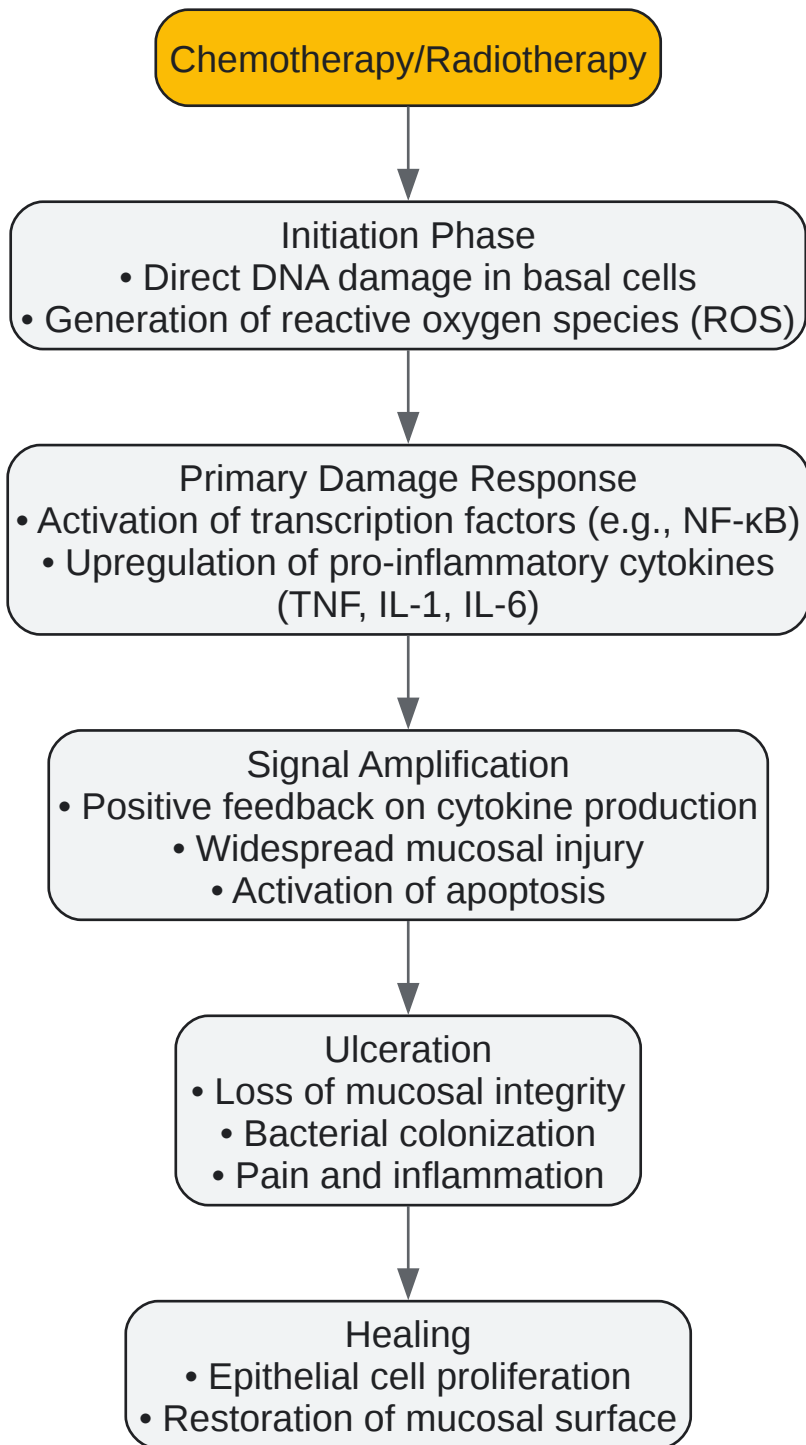 Chemotherapy/Radiotherapy
Initiation Phase
• Direct DNA damage in basal cells
• Generation of reactive oxygen species (ROS)
Primary Damage Response
• Activation of transcription factors (e.g., NF-κB)
• Upregulation of pro-inflammatory cytokines
(TNF, IL-1, IL-6)
Signal Amplification
• Positive feedback on cytokine production
• Widespread mucosal injury
• Activation of apoptosis
Ulceration
• Loss of mucosal integrity
• Bacterial colonization
• Pain and inflammation
Healing
• Epithelial cell proliferation
• Restoration of mucosal surface